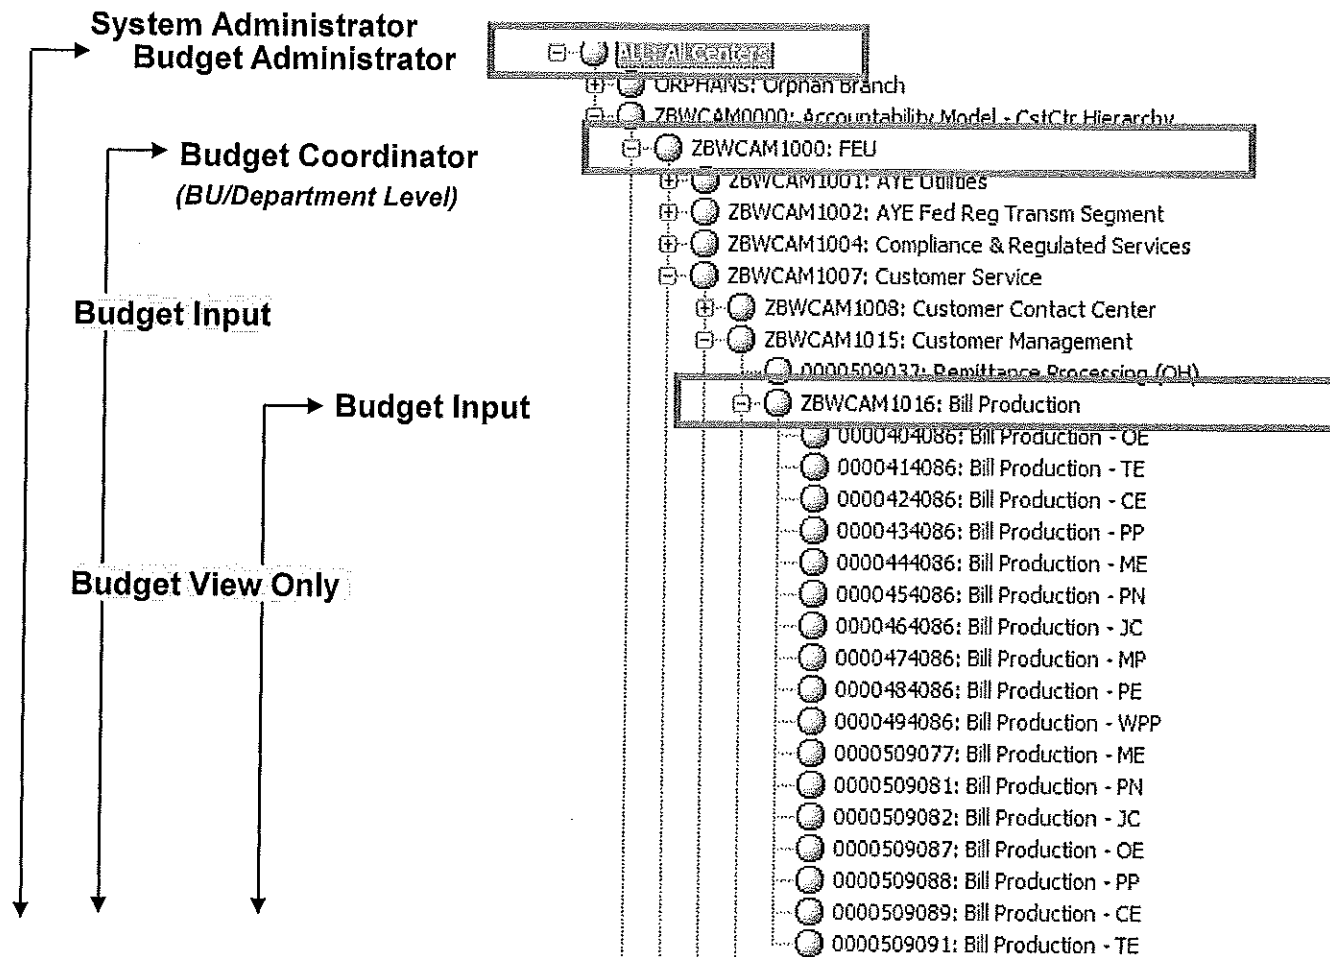 System Administrator
Budget Administrator
ALL: All Centers
ORPHANS: Orphan Branch
ZBWCAM0000: Accountability Model - CstCtr Hierarchy
Budget Coordinator
(BU/Department Level)
ZBWCAM1000: FEU
ZBWCAM1001: AYE Utilities
ZBWCAM1002: AYE Fed Reg Transm Segment
ZBWCAM1004: Compliance & Regulated Services
ZBWCAM1007: Customer Service
Budget Input
ZBWCAM1008: Customer Contact Center
ZBWCAM1015: Customer Management
0000509037: Remittance Processing (OH)
Budget Input
ZBWCAM1016: Bill Production
0000404086: Bill Production - OE
0000414086: Bill Production - TE
0000424086: Bill Production - CE
0000434086: Bill Production - PP
0000444086: Bill Production - ME
Budget View Only
0000454086: Bill Production - PN
0000464086: Bill Production - JC
0000474086: Bill Production - MP
0000484086: Bill Production - PE
0000494086: Bill Production - WPP
0000509077: Bill Production - ME
0000509081: Bill Production - PN
0000509082: Bill Production - JC
0000509087: Bill Production - OE
0000509088: Bill Production - PP
0000509089: Bill Production - CE
0000509091: Bill Production - TE